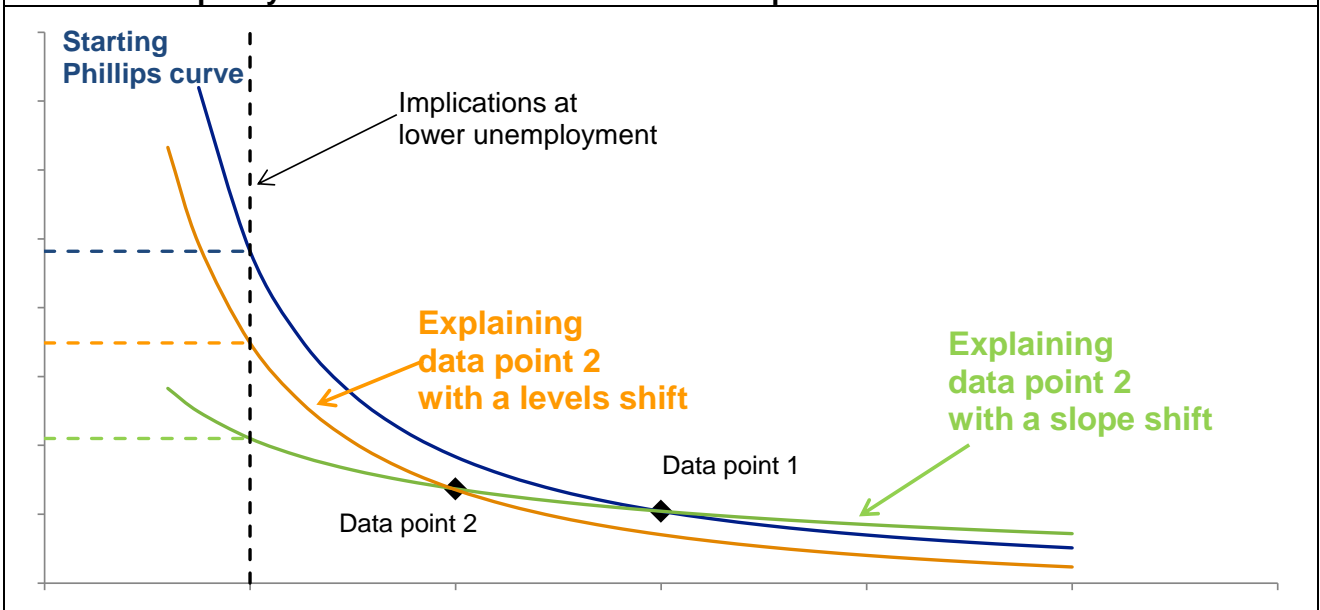 Starting
Phillips curve
Implications at
lower unemployment
Explaining
data point 2
with a levels shift
Explaining
data point 2
with a slope shift
Data point 1
Data point 2